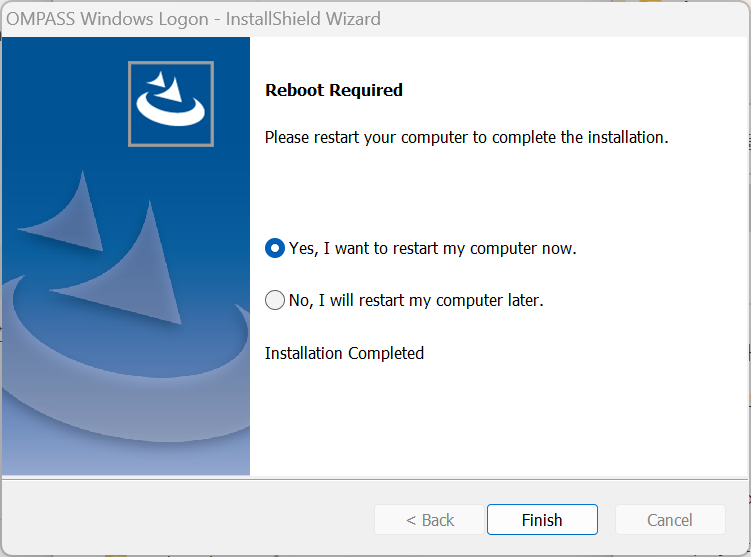 OMPASS Windows Logon - InstallShield Wizard
Reboot Required
Please restart your computer to complete the installation.
Yes, I want to restart my computer now.
No, I will restart my computer later.
Installation Completed
< Back
Finish
Cancel